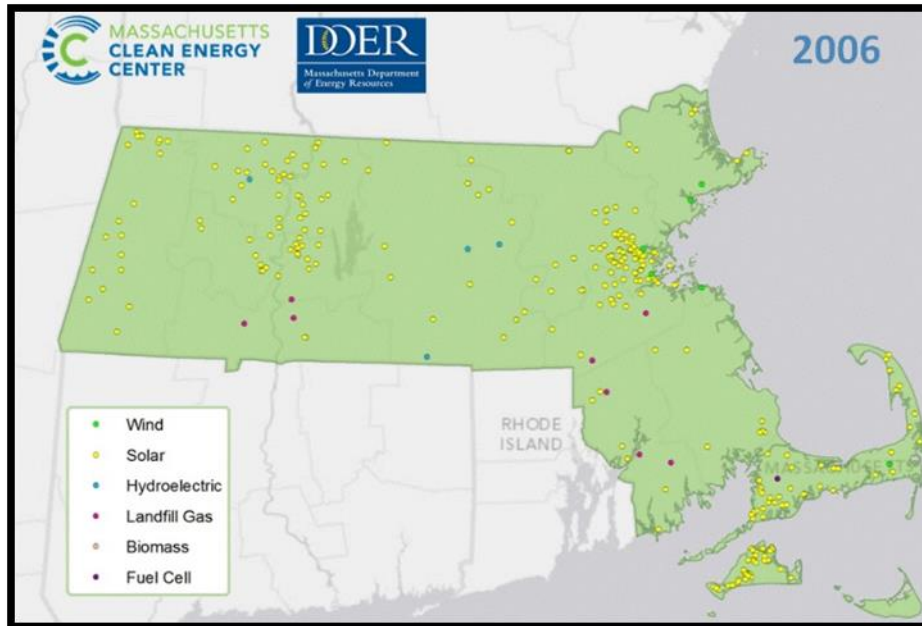 MASSACHUSETTS
CLEAN ENERGY
CENTER
DOER
Massachusetts Department
of Energy Resources
2006
RHODE
ISLAND
MASSACHUSETTS
Wind
Solar
Hydroelectric
Landfill Gas
Biomass
Fuel Cell